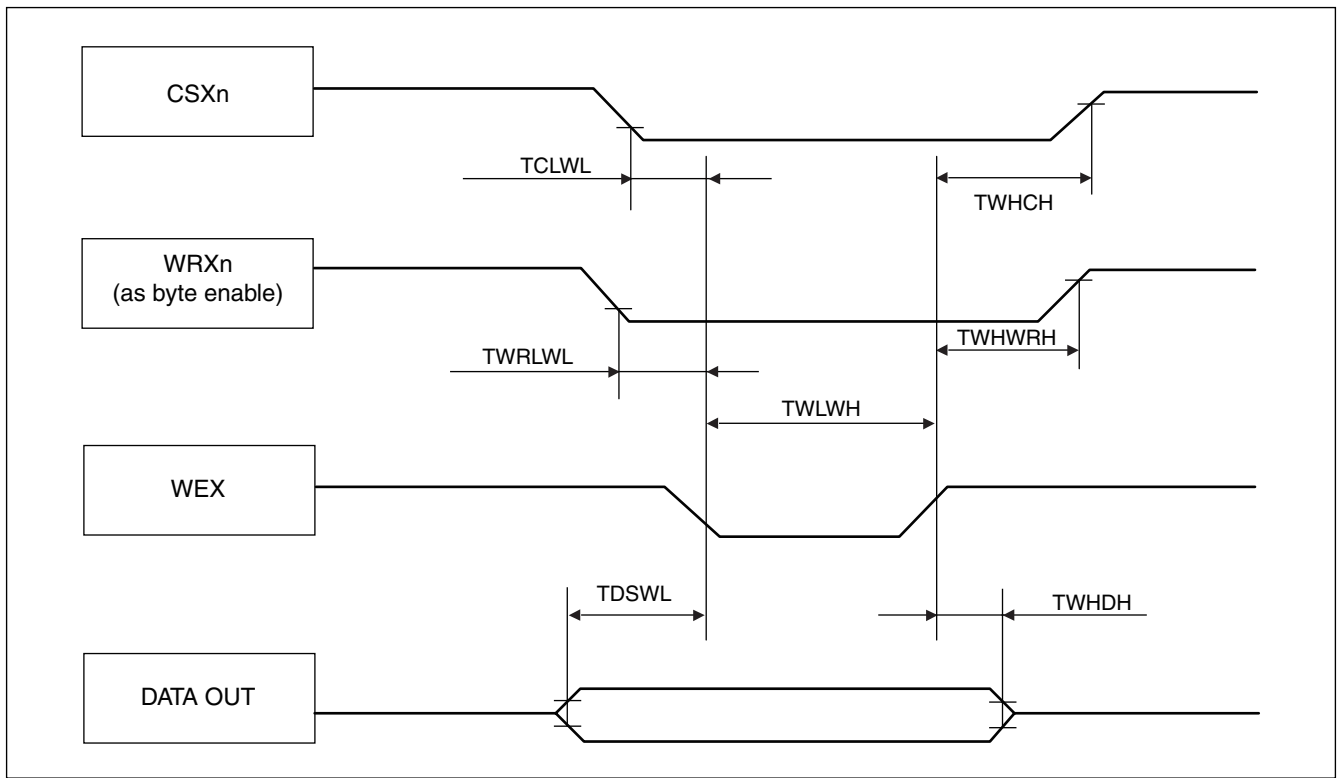 CSXn
TCLWL
TWHCH
WRXn
(as byte enable)
TWRLWL
TWHWRH
TWLWH
WEX
TDSWL
TWHDH
DATA OUT